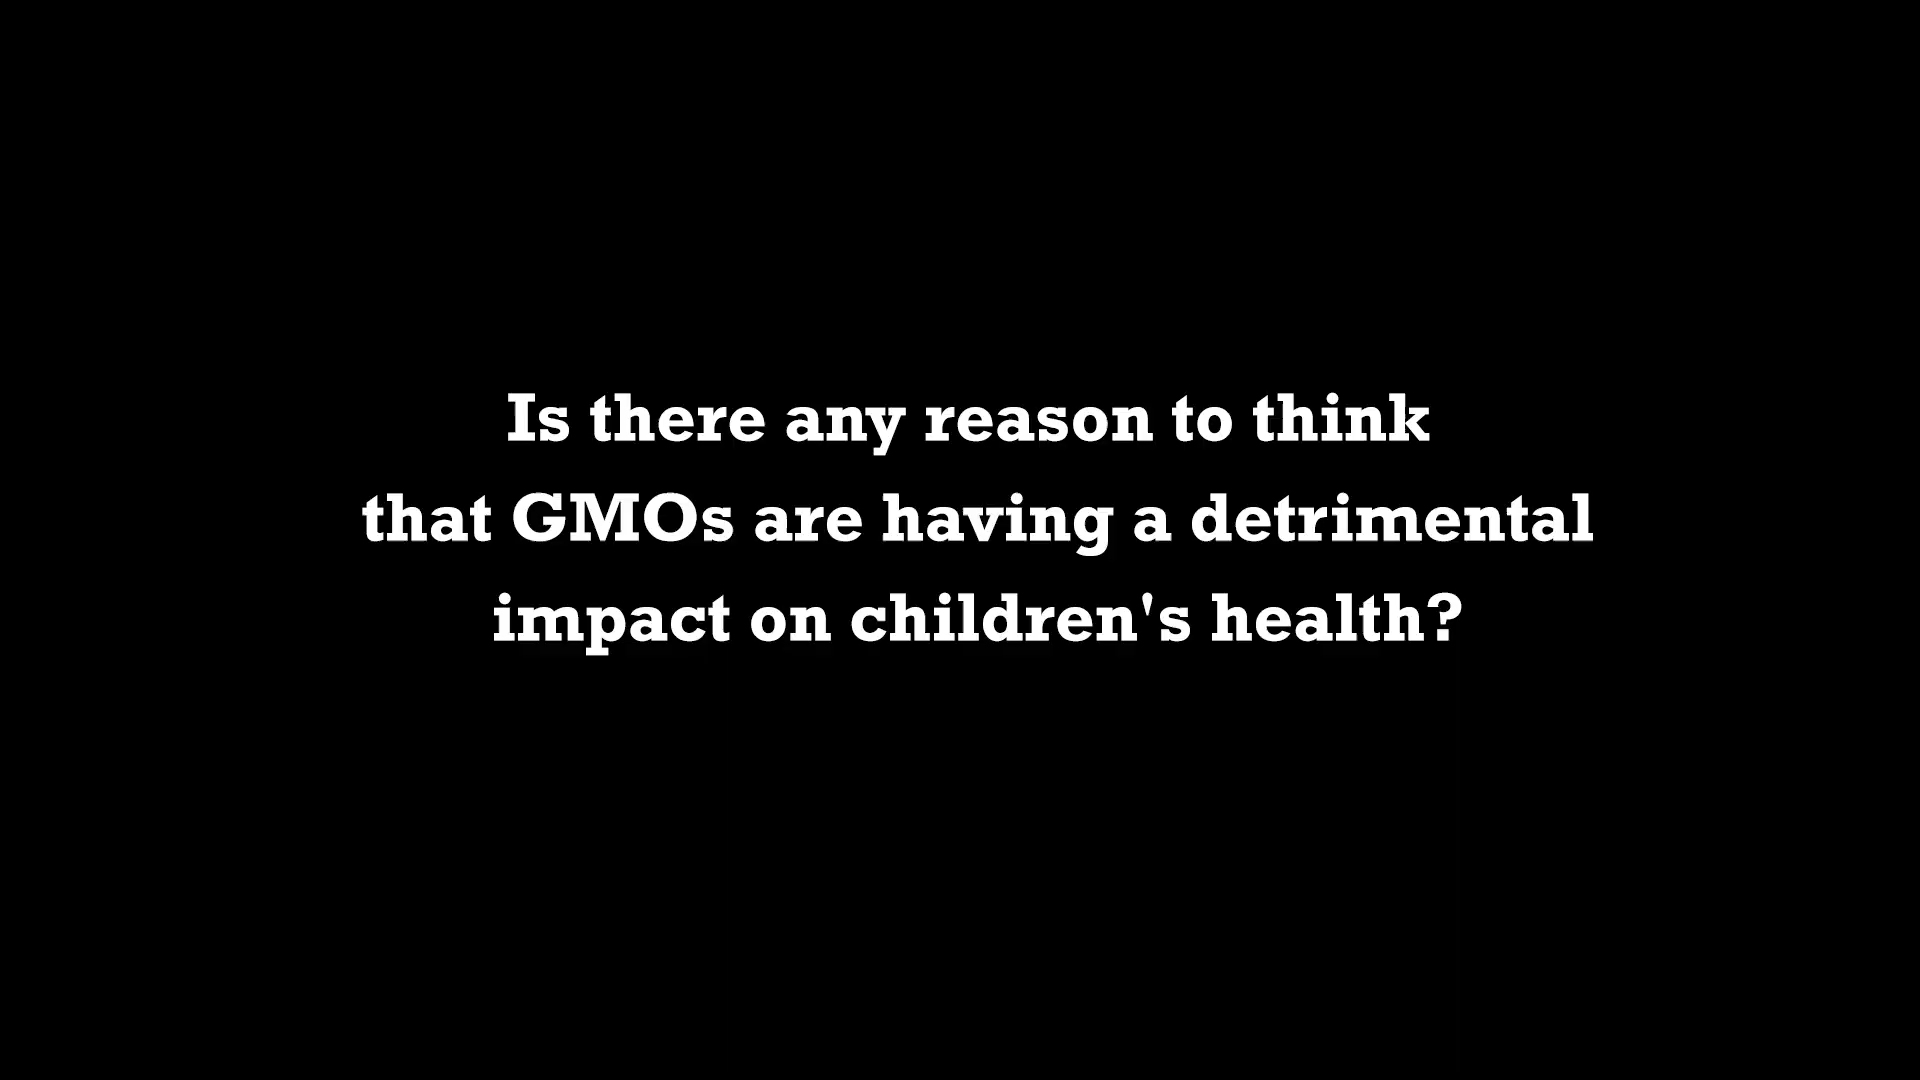 Is there any reason to think
that GMOs are having a detrimental
impact on children's health?